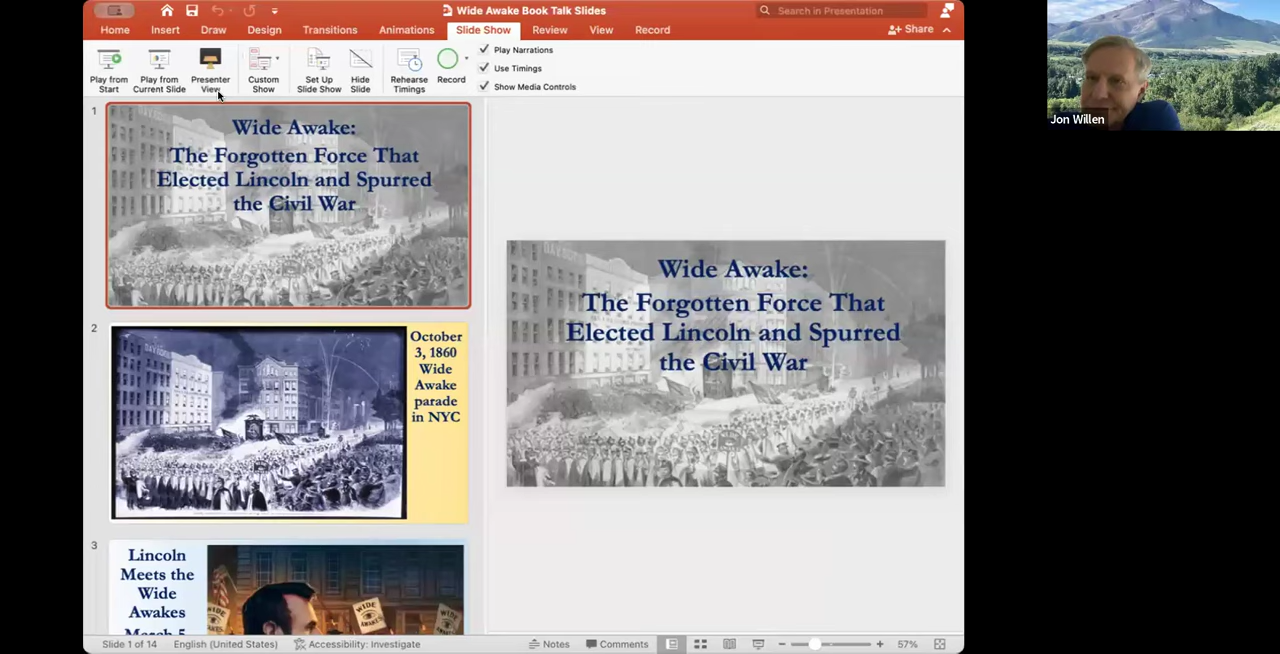 Wide Awake Book Talk Slides
Search in Presentation
Home Insert Draw Design Transitions Animations Slide Show Review View Record
Share
Play from Start
Play from Current Slide
Presenter View
Custom Show
Set Up Slide Show
Hide Slide
Rehearse Timings
Record
Play Narrations
Use Timings
Show Media Controls
1
Wide Awake:
The Forgotten Force That
Elected Lincoln and Spurred
the Civil War
2
October
3, 1860
Wide
Awake
parade
in NYC
3
Lincoln
Meets the
Wide
Awakes
March 5
WIDE
AWAKES
WIDE
Wide Awake:
The Forgotten Force That
Elected Lincoln and Spurred
the Civil War
Slide 1 of 14 English (United States) Accessibility: Investigate
Notes Comments 57%
Jon Willen